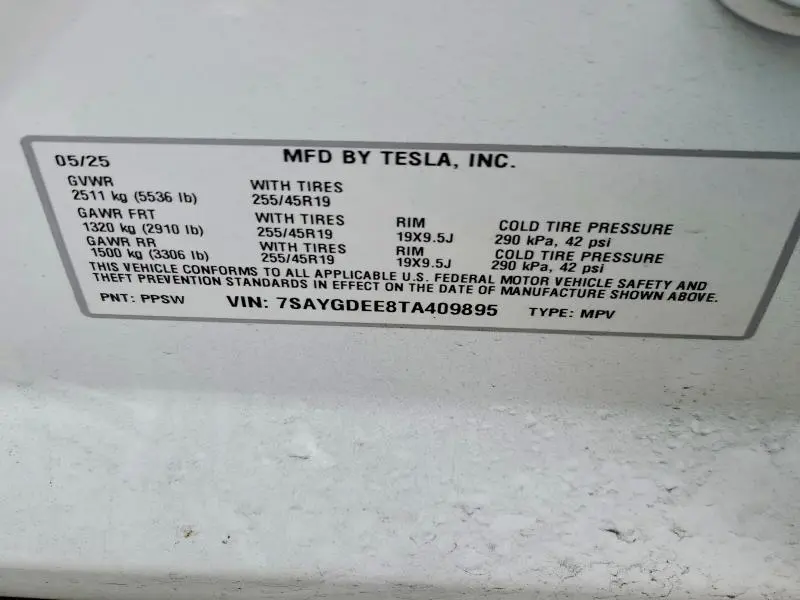 05/25 MFD BY TESLA, INC.
GVWR
2511 kg (5536 lb) WITH TIRES 255/45R19
GAWR FRT
1320 kg (2910 lb) WITH TIRES 255/45R19 RIM 19X9.5J COLD TIRE PRESSURE 290 kPa, 42 psi
GAWR RR
1500 kg (3306 lb) WITH TIRES 255/45R19 RIM 19X9.5J COLD TIRE PRESSURE 290 kPa, 42 psi
THIS VEHICLE CONFORMS TO ALL APPLICABLE U.S. FEDERAL MOTOR VEHICLE SAFETY AND
THEFT PREVENTION STANDARDS IN EFFECT ON THE DATE OF MANUFACTURE SHOWN ABOVE.
PNT: PPSW VIN: 7SAYGDEE8TA409895 TYPE: MPV